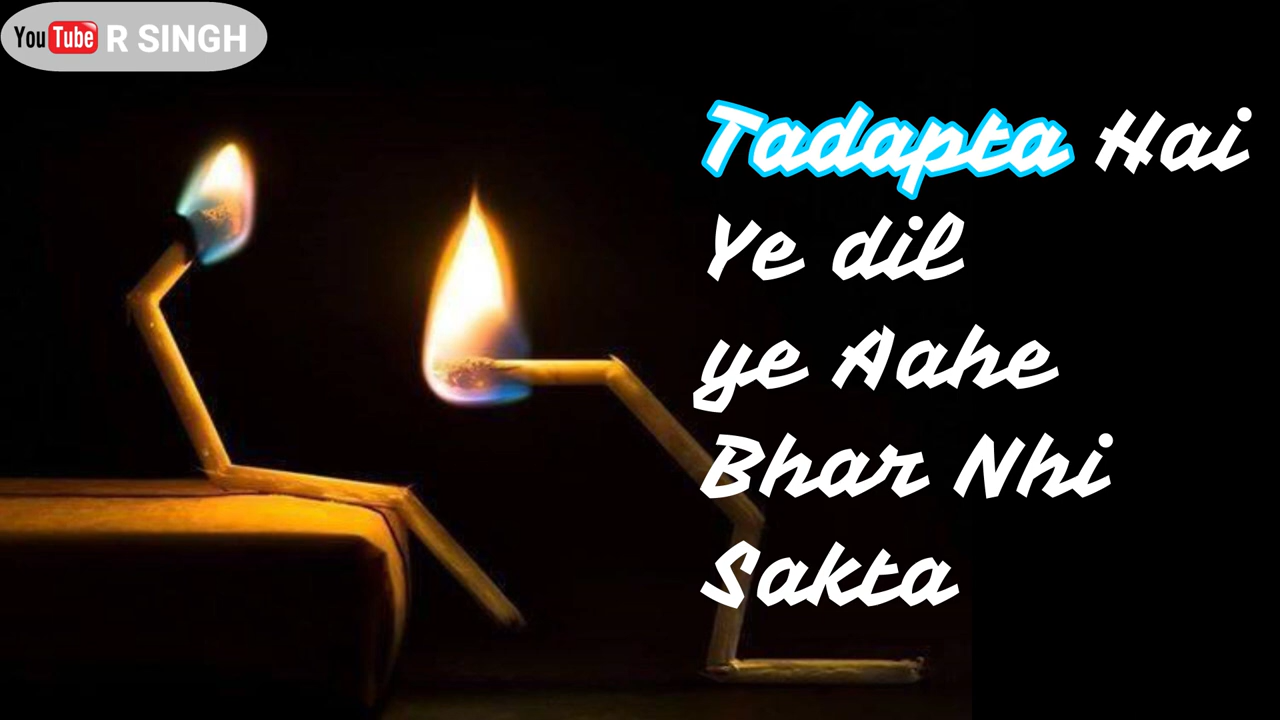 YouTube R SINGH
Tadapta Hai
Ye dil
ye Aahe
Bhar Nhi
Sakta